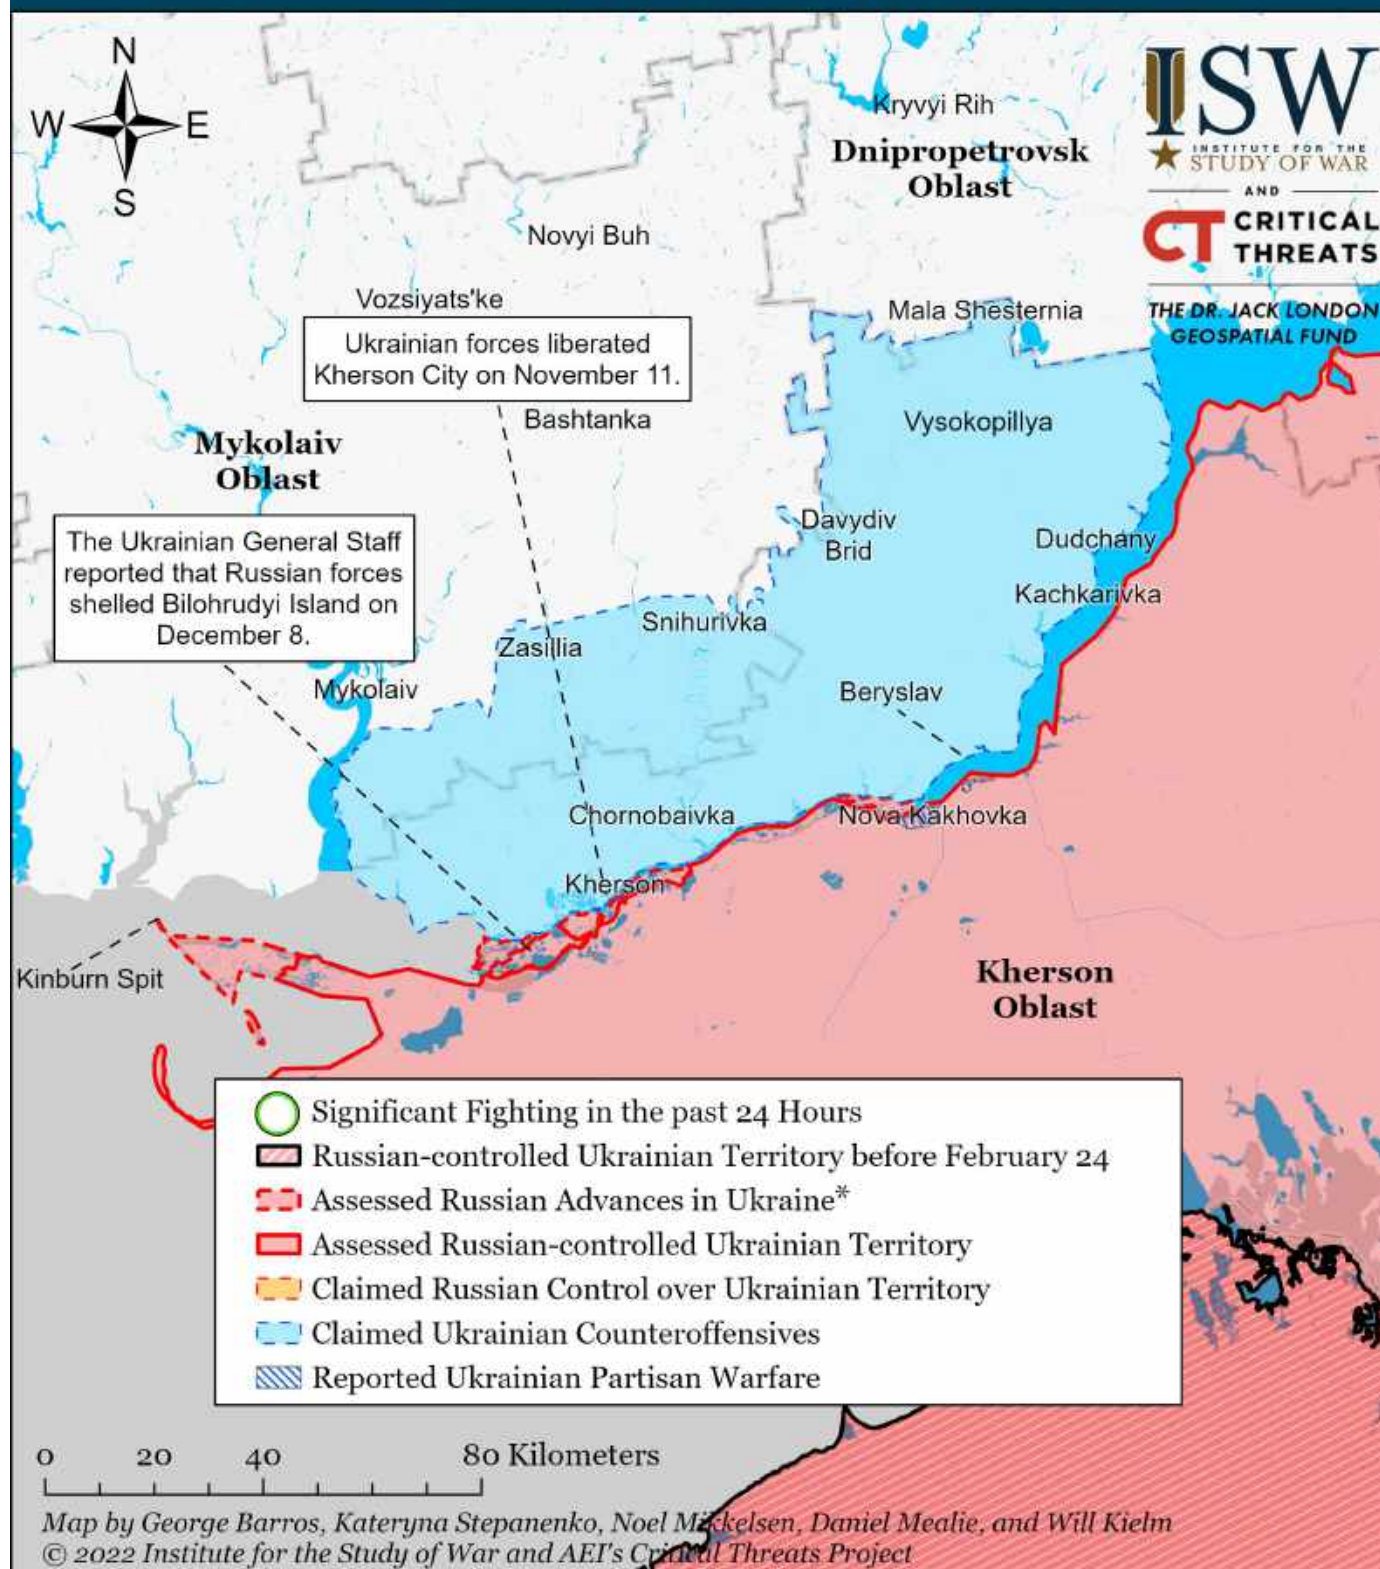 N
W
E
S
ISW
INSTITUTE FOR THE
STUDY OF WAR
AND
CT CRITICAL
THREATS
THE DR. JACK LONDON
GEOSPATIAL FUND
Kryvyi Rih
Dnipropetrovsk
Oblast
Novyi Buh
Vozsiyats'ke
Mala Shesternia
Ukrainian forces liberated
Kherson City on November 11.
Bashtanka
Vysokopillya
Mykolaiv
Oblast
The Ukrainian General Staff
reported that Russian forces
shelled Bilohrudyi Island on
December 8.
Davydiv
Brid
Dudchany
Kachkarivka
Snihurivka
Zasillia
Mykolaiv
Beryslav
Chornobaivka
Nova Kakhovka
Kherson
Kinburn Spit
Kherson
Oblast
Significant Fighting in the past 24 Hours
Russian-controlled Ukrainian Territory before February 24
Assessed Russian Advances in Ukraine*
Assessed Russian-controlled Ukrainian Territory
Claimed Russian Control over Ukrainian Territory
Claimed Ukrainian Counteroffensives
Reported Ukrainian Partisan Warfare
0 20 40 80 Kilometers
Map by George Barros, Kateryna Stepanenko, Noel Mikkelsen, Daniel Mealie, and Will Kielm
© 2022 Institute for the Study of War and AEI's Critical Threats Project